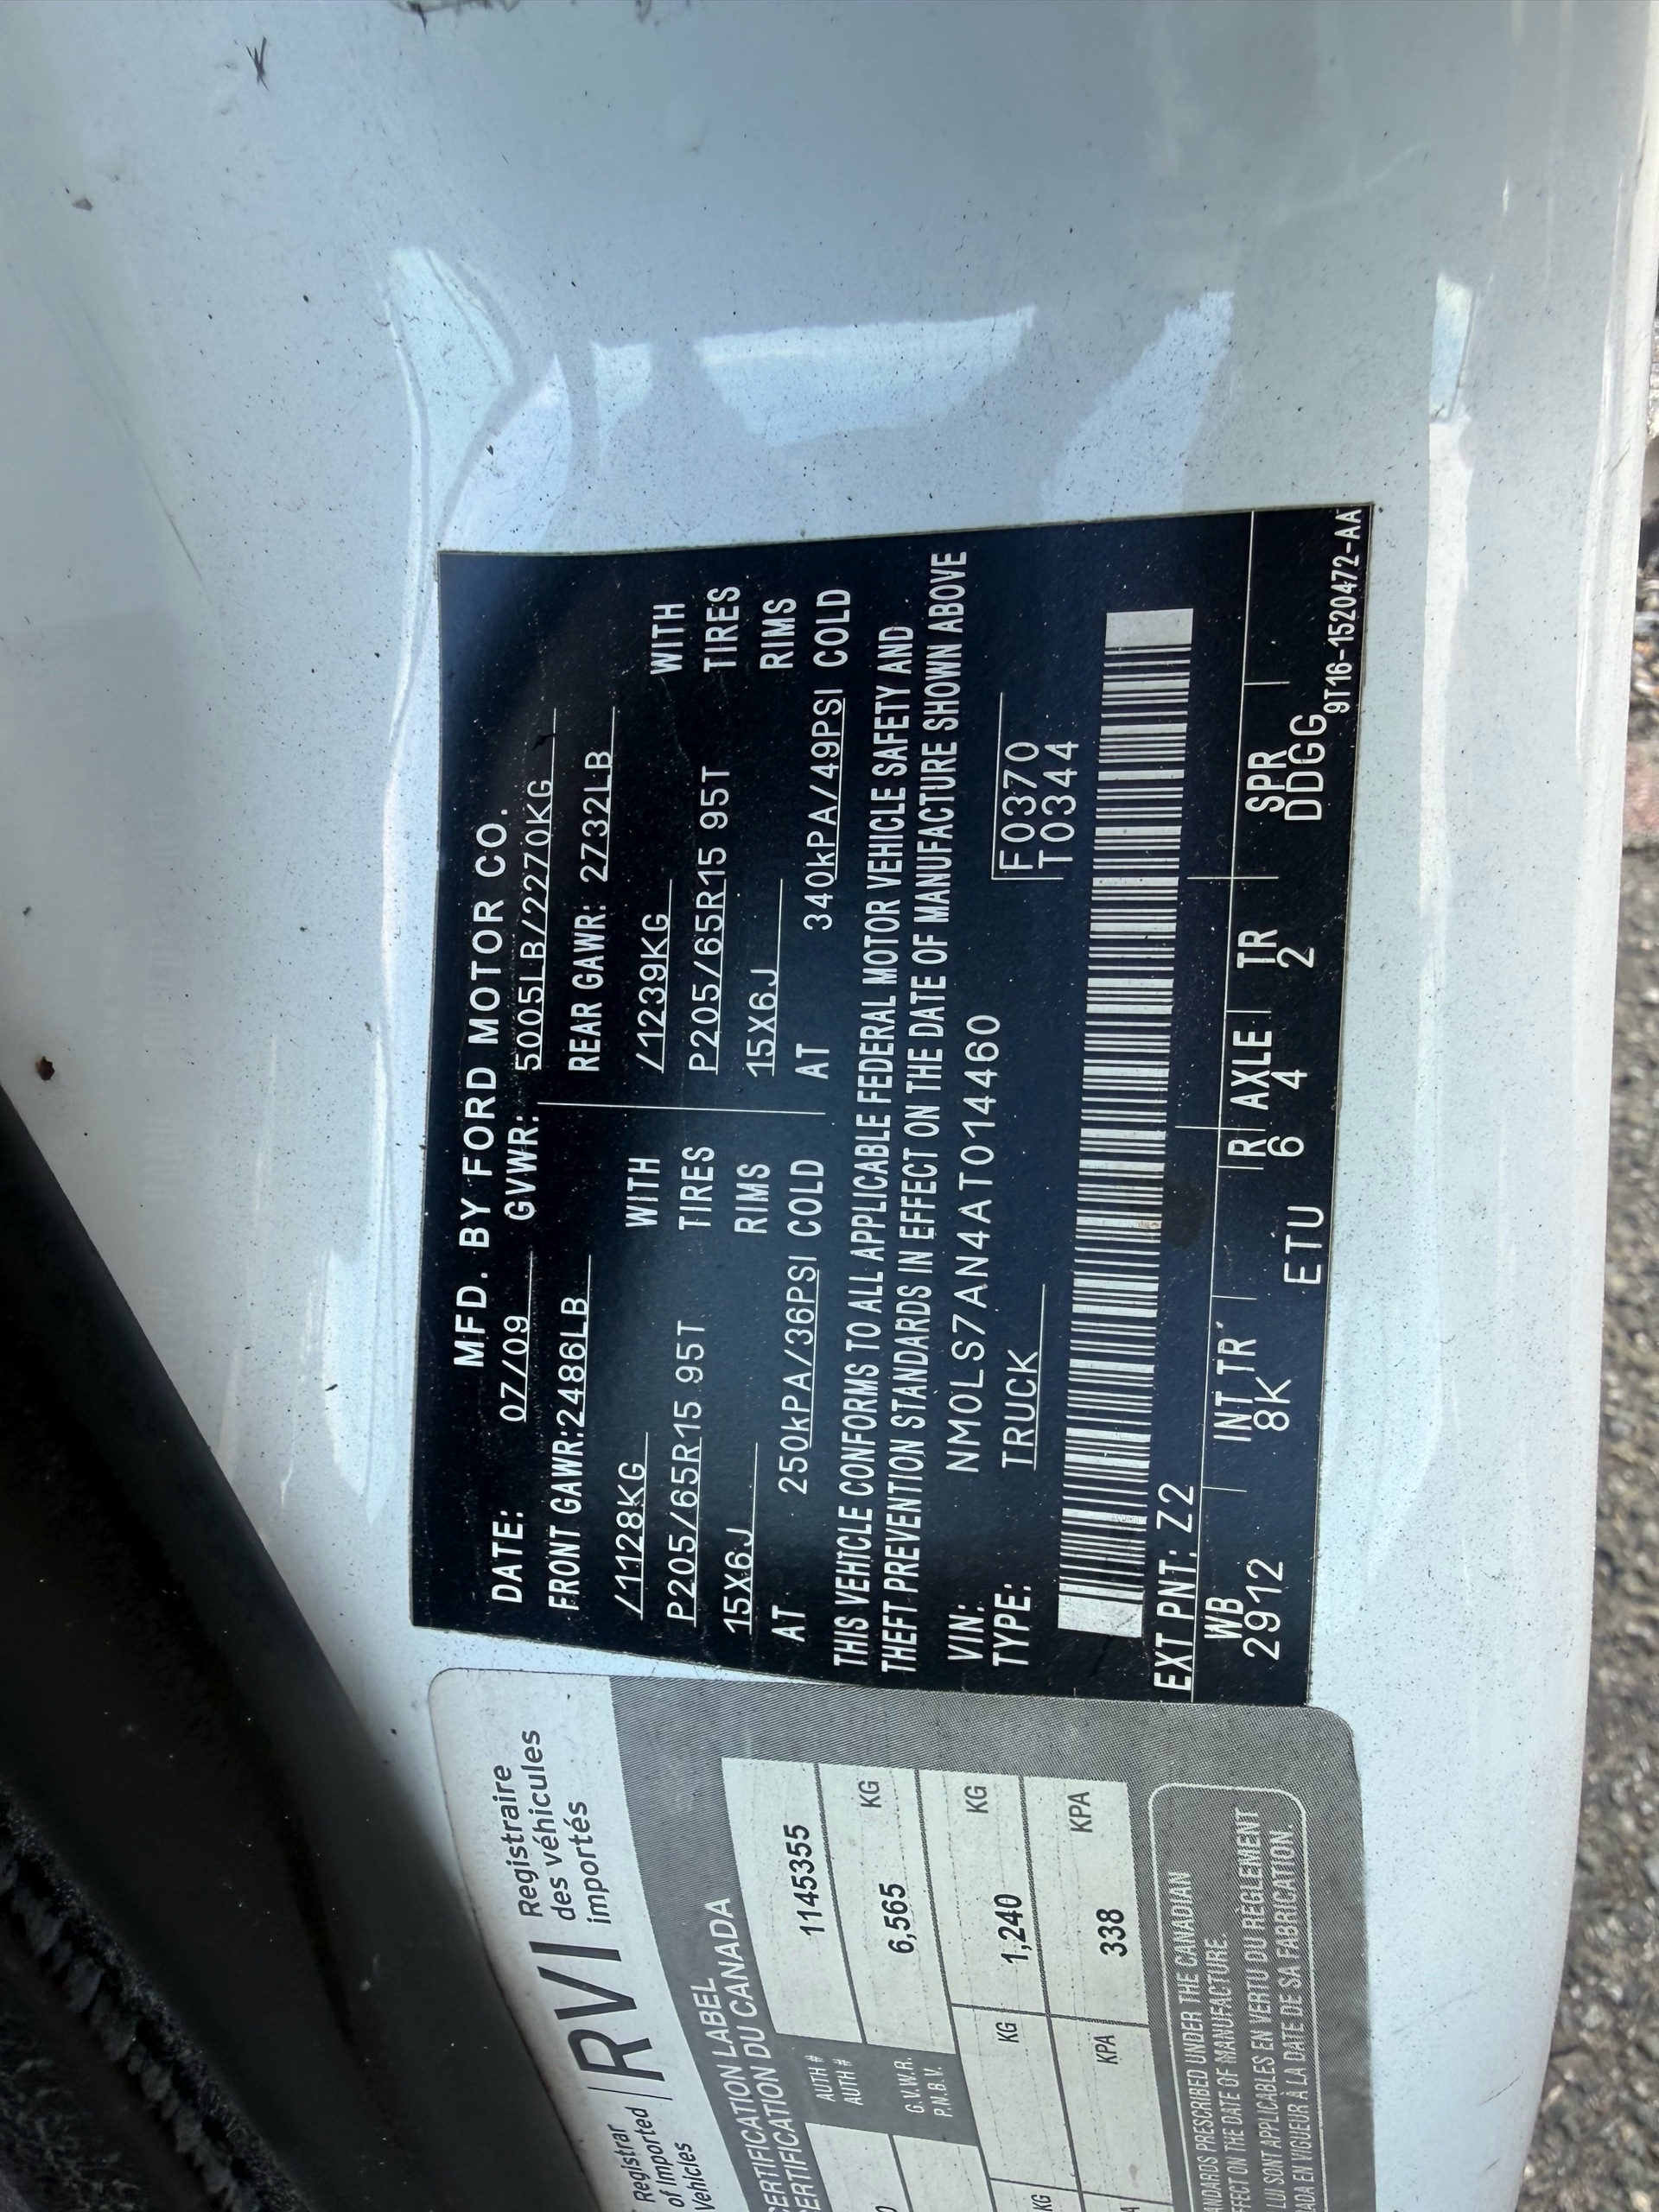 MFD. BY FORD MOTOR CO.
DATE: 07/09 GVWR: 5005LB/2270KG
FRONT GAWR:2486LB REAR GAWR: 2732LB
/1128KG WITH /1239KG WITH
P205/65R15 95T TIRES P205/65R15 95T TIRES
15X6J RIMS 15X6J RIMS
AT 250kPA/36PSI COLD AT 340kPA/49PSI COLD
THIS VEHICLE CONFORMS TO ALL APPLICABLE FEDERAL MOTOR VEHICLE SAFETY AND
THEFT PREVENTION STANDARDS IN EFFECT ON THE DATE OF MANUFACTURE SHOWN ABOVE
VIN: NM0LS7AN4AT014460
TYPE: TRUCK F0370
T0344
EXT PNT: Z2
WB INT TR R AXLE TR SPR
2912 8K 6 4 2 DDGG
ETU
9T16-1520472-AA
Registrar
of Imported
Vehicles
RVI
Registraire
des véhicules
importés
CERTIFICATION LABEL
CERTIFICATION DU CANADA
AUTH # 1145355
AUTH #
G.V.W.R. 6,565 KG
P.N.B.V.
KG KG 1,240 KG
KPA 338 KPA
STANDARDS PRESCRIBED UNDER THE CANADIAN
EFFECT ON THE DATE OF MANUFACTURE.
LUI SONT APPLICABLES EN VERTU DU RÈGLEMENT
CANADA EN VIGUEUR À LA DATE DE SA FABRICATION.